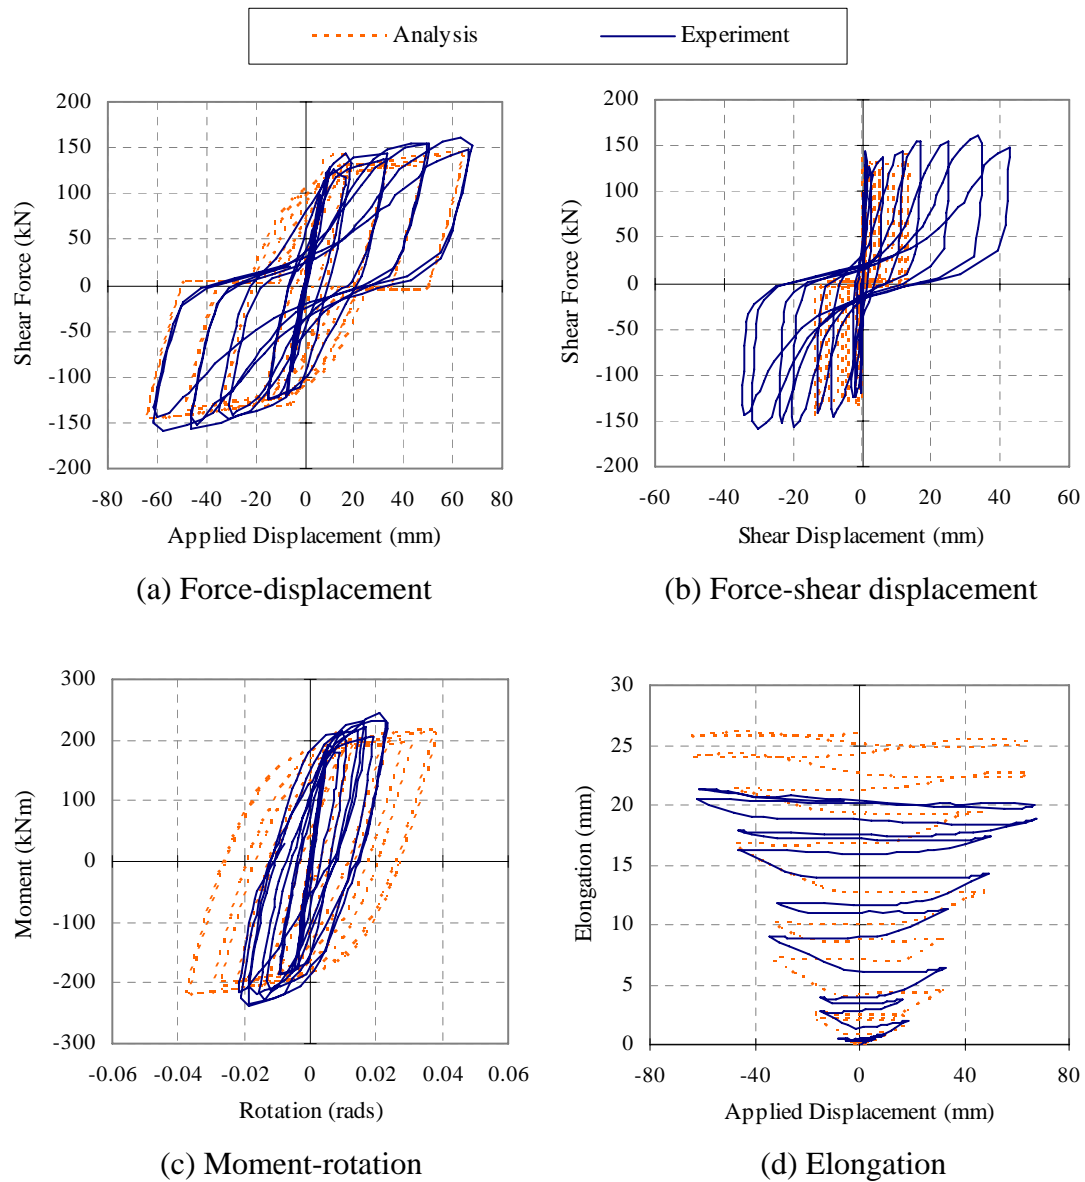 Analysis Experiment
200
150
100
50
0
-50
-100
-150
-200
-80 -60 -40 -20 0 20 40 60 80
Shear Force (kN)
Applied Displacement (mm)
(a) Force-displacement
200
150
100
50
0
-50
-100
-150
-200
-60 -40 -20 0 20 40 60
Shear Force (kN)
Shear Displacement (mm)
(b) Force-shear displacement
300
200
100
0
-100
-200
-300
-0.06 -0.04 -0.02 0 0.02 0.04 0.06
Moment (kNm)
Rotation (rads)
(c) Moment-rotation
30
25
20
15
10
5
0
-80 -40 0 40 80
Elongation (mm)
Applied Displacement (mm)
(d) Elongation